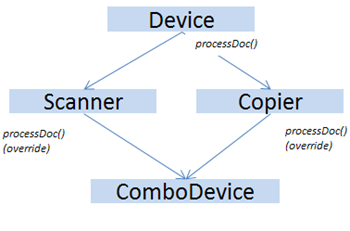 Device
processDoc()
Scanner
Copier
processDoc()
(override)
processDoc()
(override)
ComboDevice